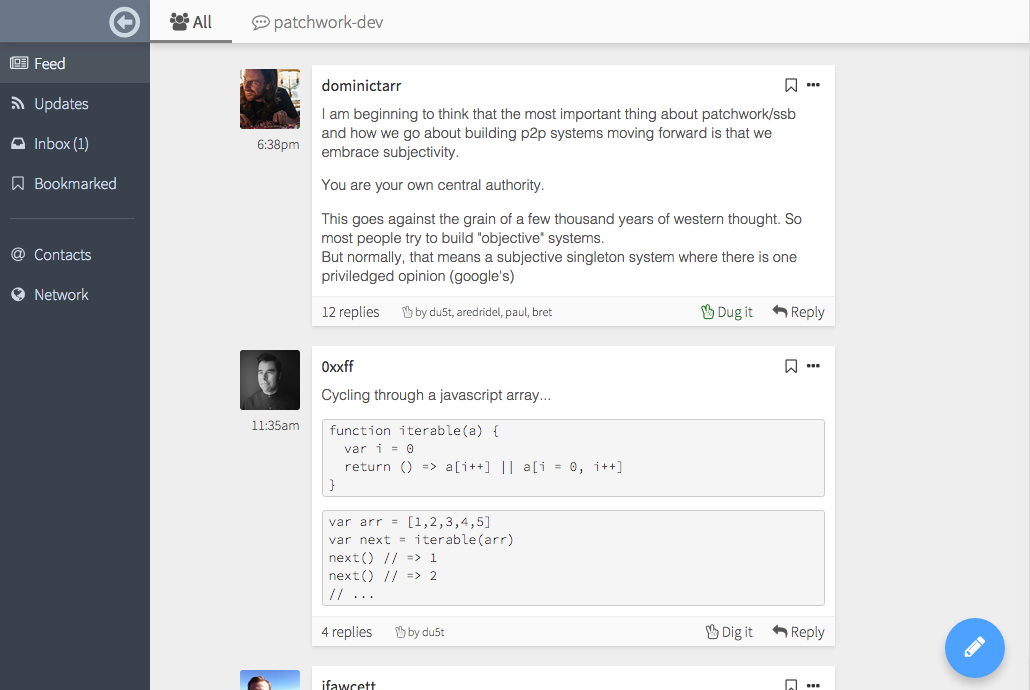 All
patchwork-dev
Feed
Updates
Inbox (1)
Bookmarked
Contacts
Network
dominictarr
6:38pm
I am beginning to think that the most important thing about patchwork/ssb
and how we go about building p2p systems moving forward is that we
embrace subjectivity.
You are your own central authority.
This goes against the grain of a few thousand years of western thought. So
most people try to build "objective" systems.
But normally, that means a subjective singleton system where there is one
priviledged opinion (google's)
12 replies
by du5t, aredridel, paul, bret
Dug it
Reply
0xxff
11:35am
Cycling through a javascript array...
function iterable(a) {
  var i = 0
  return () => a[i++] || a[i = 0, i++]
}
var arr = [1,2,3,4,5]
var next = iterable(arr)
next() // => 1
next() // => 2
// ...
4 replies
by du5t
Dig it
Reply
ifawcett